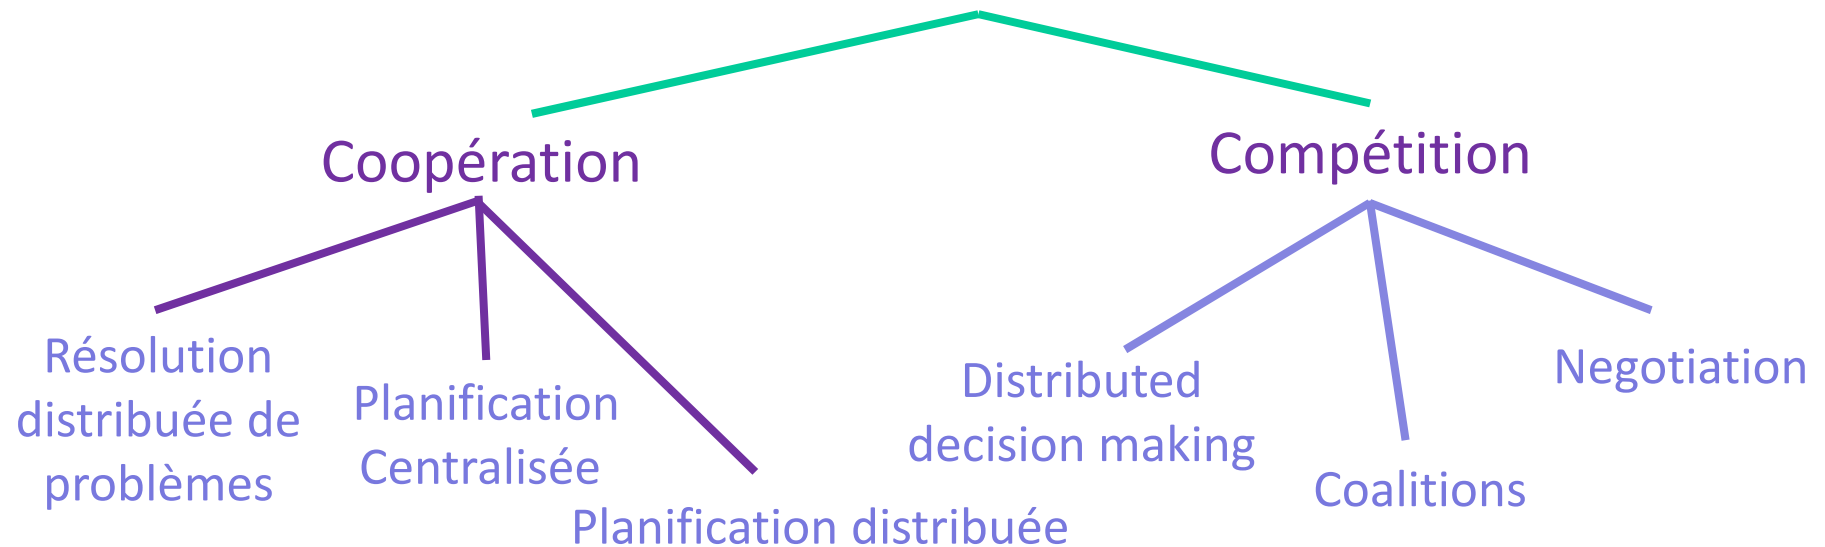 Coopération
Compétition
Résolution
distribuée de
problèmes
Planification
Centralisée
Planification distribuée
Distributed
decision making
Coalitions
Negotiation